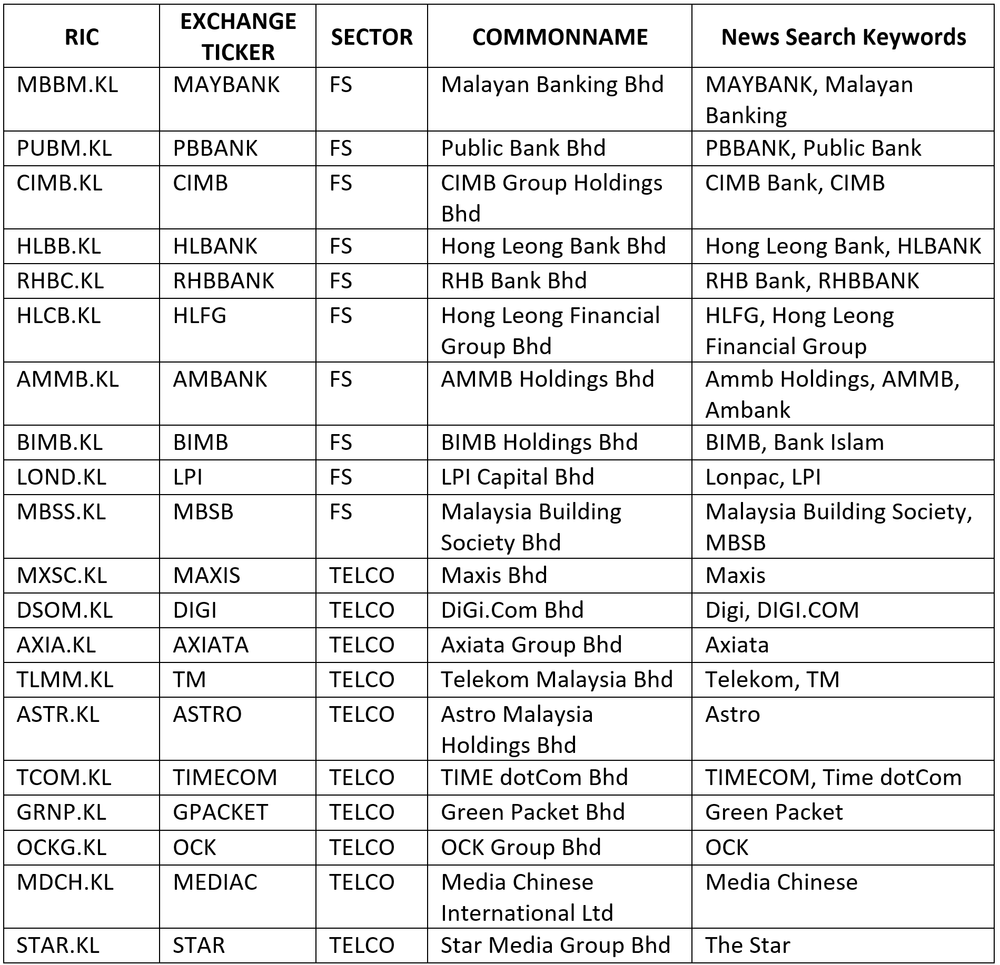 RIC EXCHANGE TICKER SECTOR COMMONNAME News Search Keywords
MBBM.KL MAYBANK FS Malayan Banking Bhd MAYBANK, Malayan Banking
PUBM.KL PBBANK FS Public Bank Bhd PBBANK, Public Bank
CIMB.KL CIMB FS CIMB Group Holdings Bhd CIMB Bank, CIMB
HLBB.KL HLBANK FS Hong Leong Bank Bhd Hong Leong Bank, HLBANK
RHBC.KL RHBBANK FS RHB Bank Bhd RHB Bank, RHBBANK
HLCB.KL HLFG FS Hong Leong Financial Group Bhd HLFG, Hong Leong Financial Group
AMMB.KL AMBANK FS AMMB Holdings Bhd Ammb Holdings, AMMB, Ambank
BIMB.KL BIMB FS BIMB Holdings Bhd BIMB, Bank Islam
LOND.KL LPI FS LPI Capital Bhd Lonpac, LPI
MBSS.KL MBSB FS Malaysia Building Society Bhd Malaysia Building Society, MBSB
MXSC.KL MAXIS TELCO Maxis Bhd Maxis
DSOM.KL DIGI TELCO DiGi.Com Bhd Digi, DIGI.COM
AXIA.KL AXIATA TELCO Axiata Group Bhd Axiata
TLMM.KL TM TELCO Telekom Malaysia Bhd Telekom, TM
ASTR.KL ASTRO TELCO Astro Malaysia Holdings Bhd Astro
TCOM.KL TIMECOM TELCO TIME dotCom Bhd TIMECOM, Time dotCom
GRNP.KL GPACKET TELCO Green Packet Bhd Green Packet
OCKG.KL OCK TELCO OCK Group Bhd OCK
MDCH.KL MEDIAC TELCO Media Chinese International Ltd Media Chinese
STAR.KL STAR TELCO Star Media Group Bhd The Star